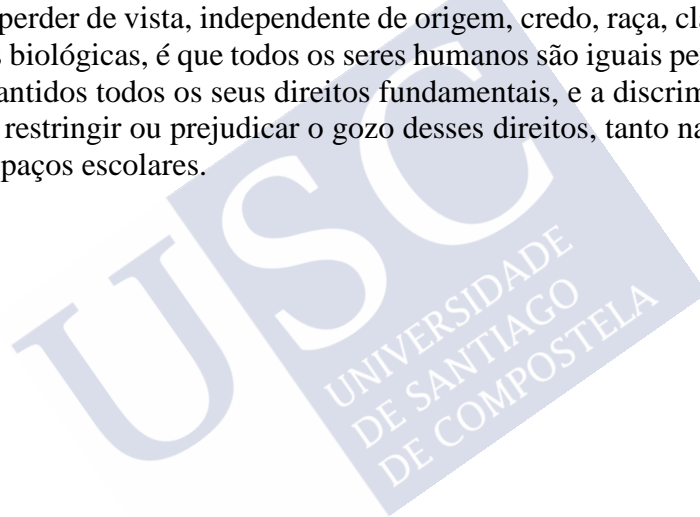 perder de vista, independente de origem, credo, raça, cl
biológicas, é que todos os seres humanos são iguais pe
antidos todos os seus direitos fundamentais, e a discrim
restringir ou prejudicar o gozo desses direitos, tanto na
paços escolares.
USC
UNIVERSIDADE
DE SANTIAGO
DE COMPOSTELA